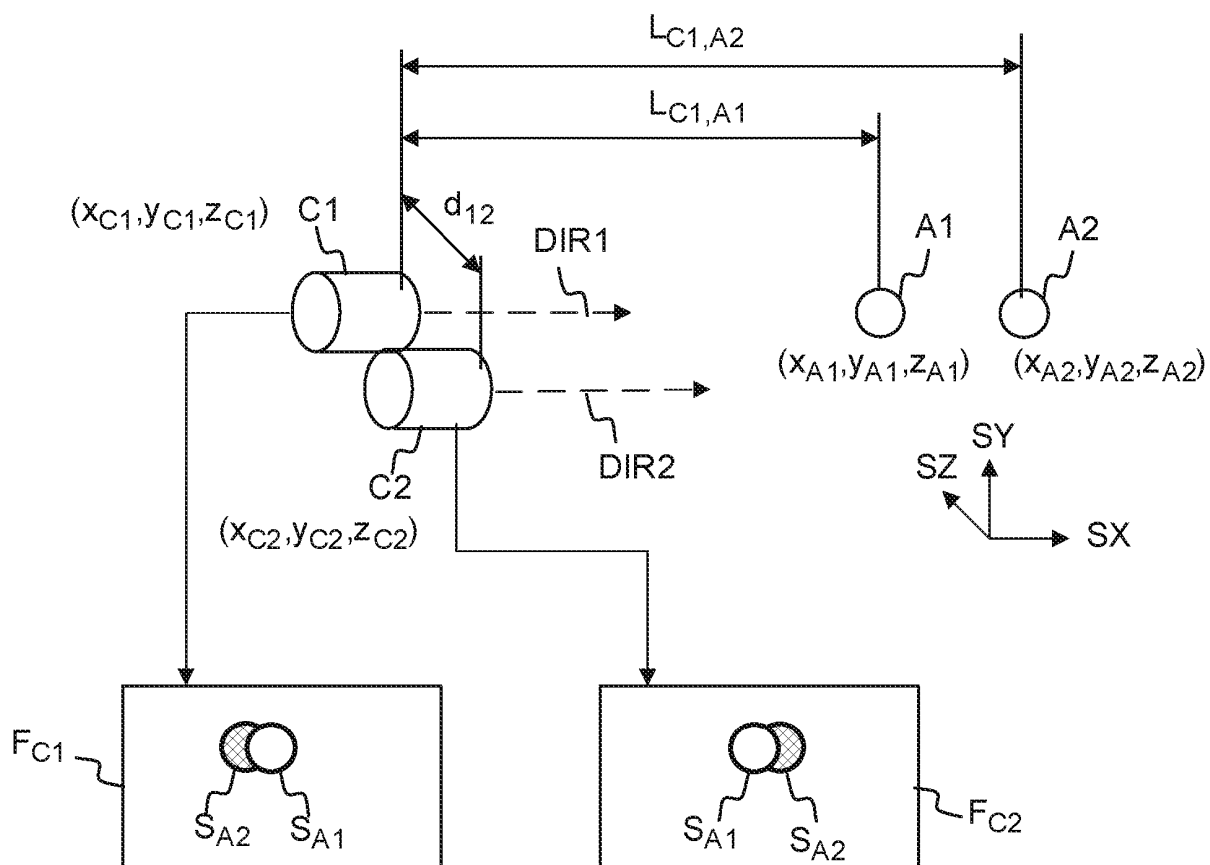 L_{C1,A2}
L_{C1,A1}
(x_{C1},y_{C1},z_{C1})
C1
d_{12}
DIR1
A1
A2
(x_{A1},y_{A1},z_{A1})
(x_{A2},y_{A2},z_{A2})
C2
DIR2
(x_{C2},y_{C2},z_{C2})
SY
SZ
SX
F_{C1}
S_{A2}
S_{A1}
S_{A1}
S_{A2}
F_{C2}